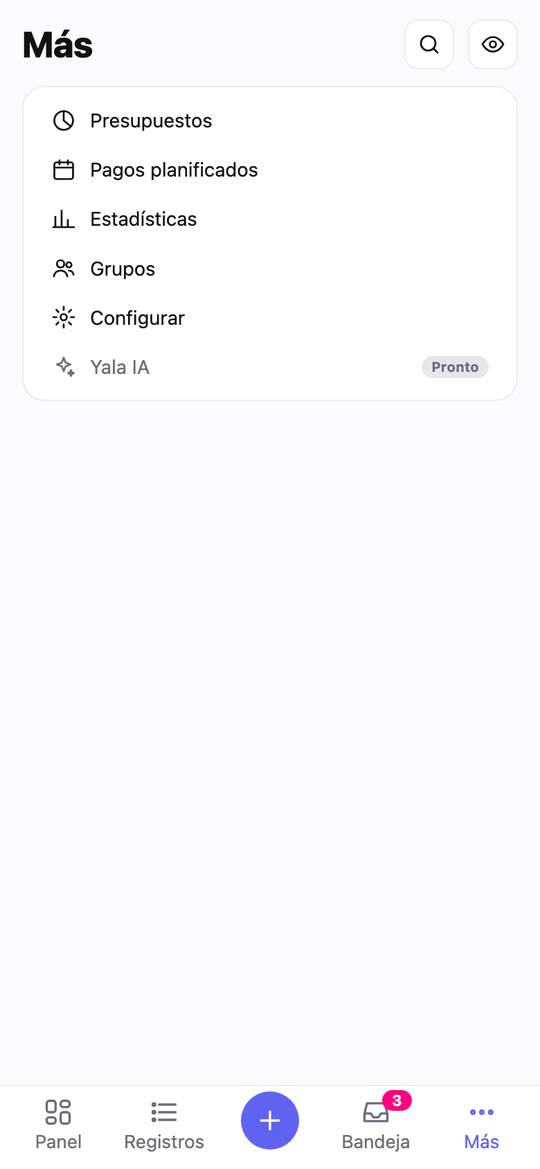 Más
Presupuestos
Pagos planificados
Estadísticas
Grupos
Configurar
Yala IA Pronto
3
Panel Registros Bandeja Más